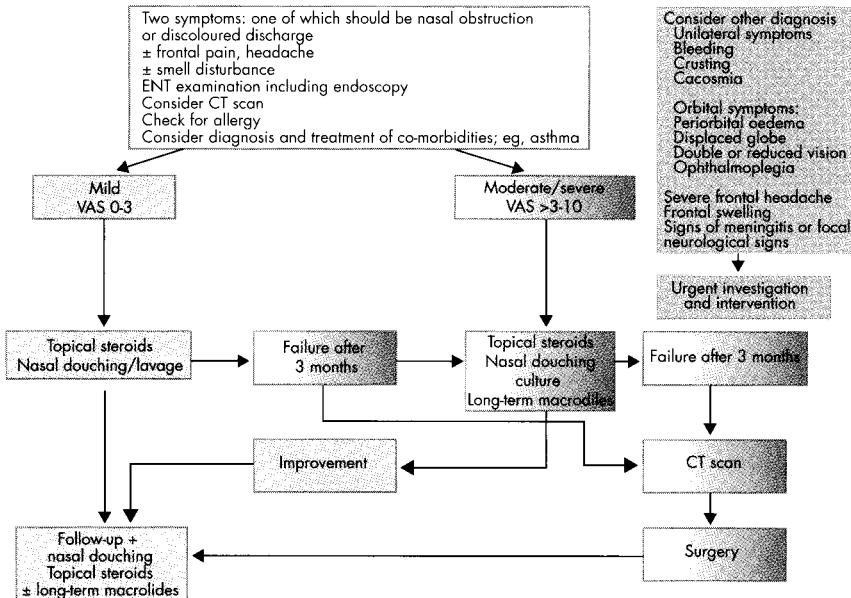 Two symptoms: one of which should be nasal obstruction
or discoloured discharge
± frontal pain, headache
± smell disturbance
ENT examination including endoscopy
Consider CT scan
Check for allergy
Consider diagnosis and treatment of co-morbidities; eg, asthma
Consider other diagnosis
Unilateral symptoms
Bleeding
Crusting
Cacosmia
Orbital symptoms:
Periorbital oedema
Displaced globe
Double or reduced vision
Ophthalmoplegia
Severe frontal headache
Frontal swelling
Signs of meningitis or focal
neurological signs
Mild
VAS 0-3
Moderate/severe
VAS >3-10
Urgent investigation
and intervention
Topical steroids
Nasal douching/lavage
Failure after
3 months
Topical steroids
Nasal douching
culture
Long-term macrodiles
Failure after 3 months
Improvement
CT scan
Follow-up +
nasal douching
Topical steroids
± long-term macrolides
Surgery